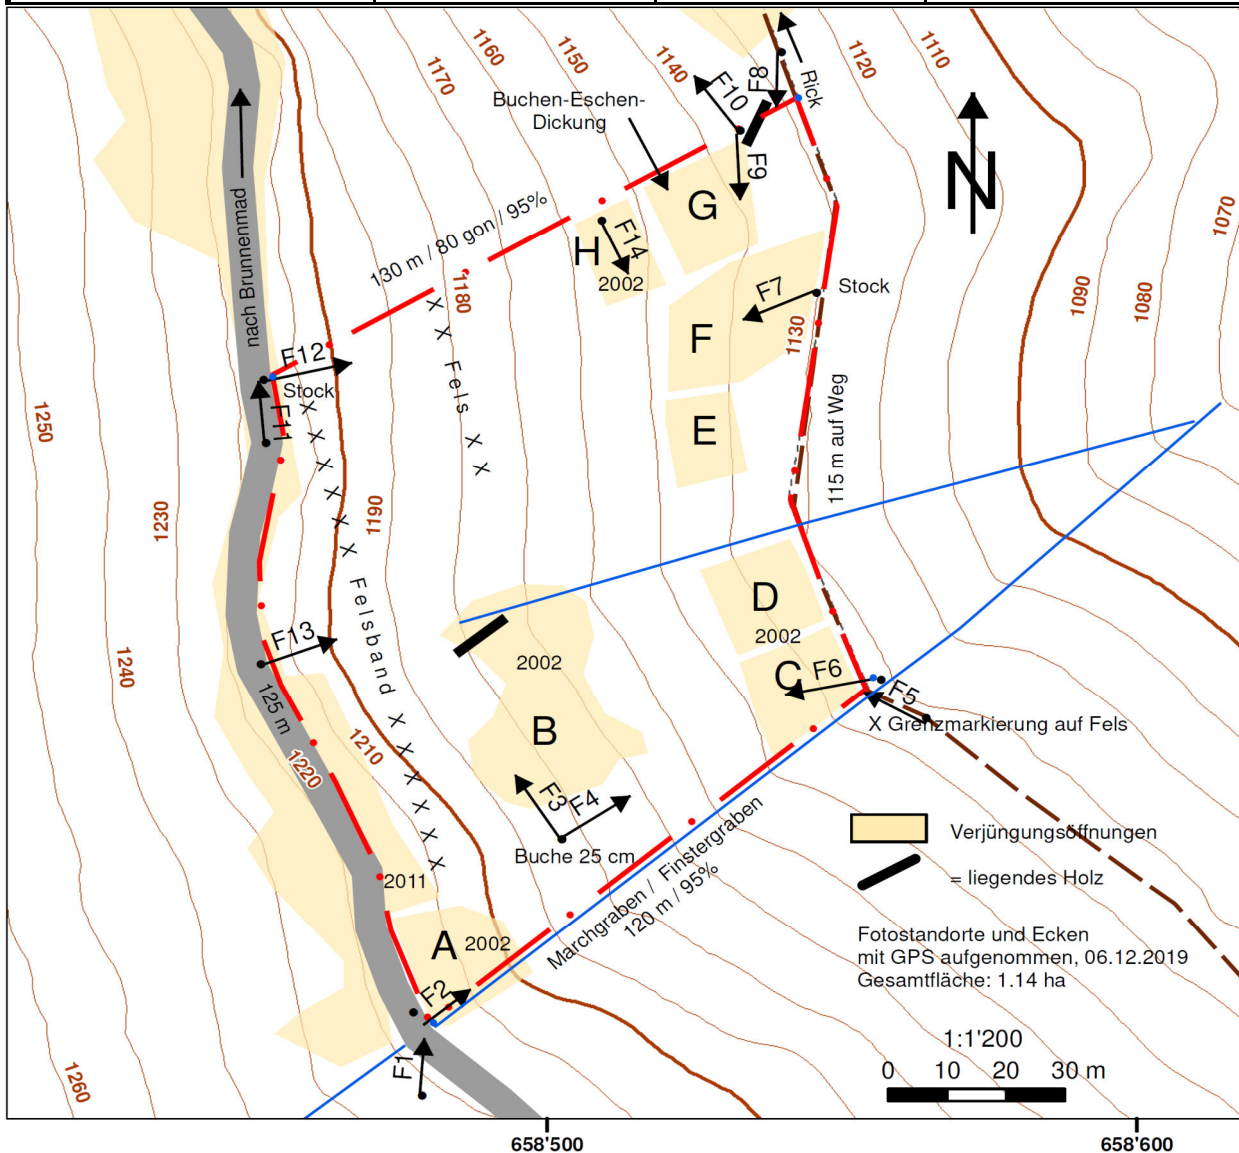 1160
1150
1140
1120
1110
1170
Buchen-Eschen-
Dickung
F10
F8
Rick
F9
N
G
130 m / 80 gon / 95%
H
F14
2002
1070
nach Brunnenmad
1180
F7
Stock
1090
1080
F
1130
F12
Stock
X X Fels X X
F11
E
1250
115 m auf Weg
1230
1190
X X X X X X Felsband X X X X X X X
D
2002
F13
2002
1240
C
F6
F5
125 m
B
X Grenzmarkierung auf Fels
1210
1220
F3
F4
Buche 25 cm
Marchgraben / Finstergraben
120 m / 95%
Verjüngungsöffnungen
= liegendes Holz
2011
A
2002
Fotostandorte und Ecken
mit GPS aufgenommen, 06.12.2019
Gesamtfläche: 1.14 ha
F2
F1
1:1'200
0 10 20 30 m
1260
658'500
658'600